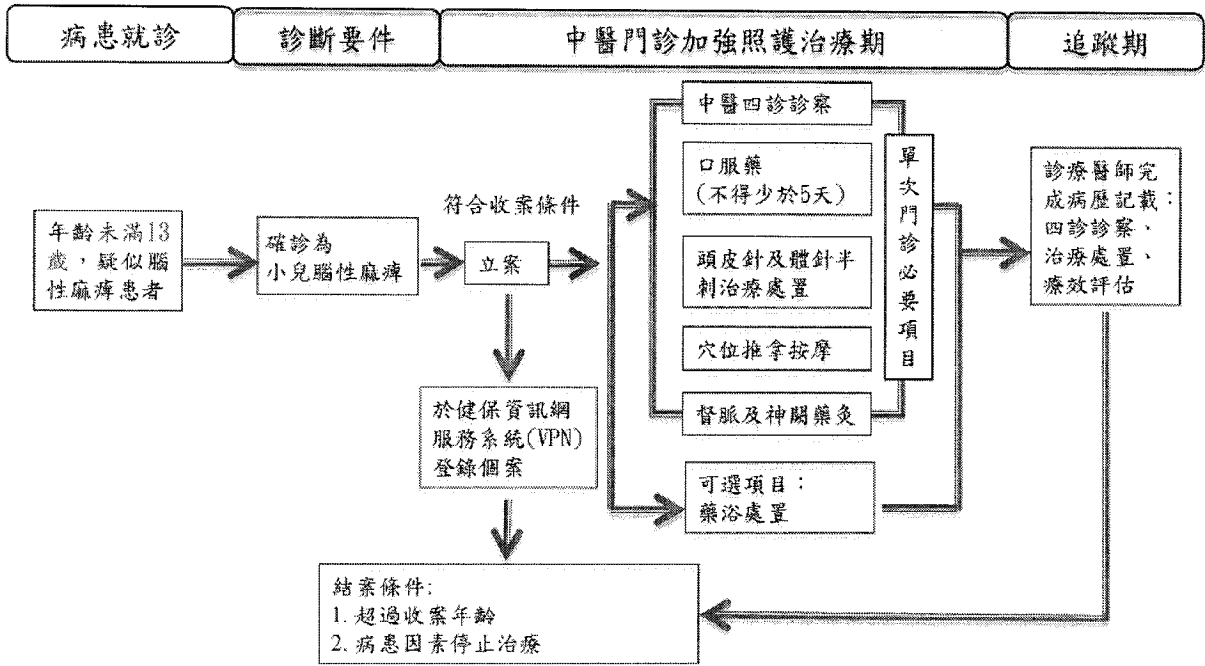 病患就診
診斷要件
中醫門診加強照護治療期
追蹤期
年齡未滿13
歲，疑似腦
性麻痺患者
確診為
小兒腦性麻痺
符合收案條件
立案
中醫四診診察
口服藥
(不得少於5天)
頭皮針及體針半
刺治療處置
穴位推拿按摩
督脈及神闕藥灸
單次門診必要項目
可選項目：
藥浴處置
診療醫師完
成病歷記載：
四診診察、
治療處置、
療效評估
於健保資訊網
服務系統(VPN)
登錄個案
結案條件:
1. 超過收案年齡
2. 病患因素停止治療